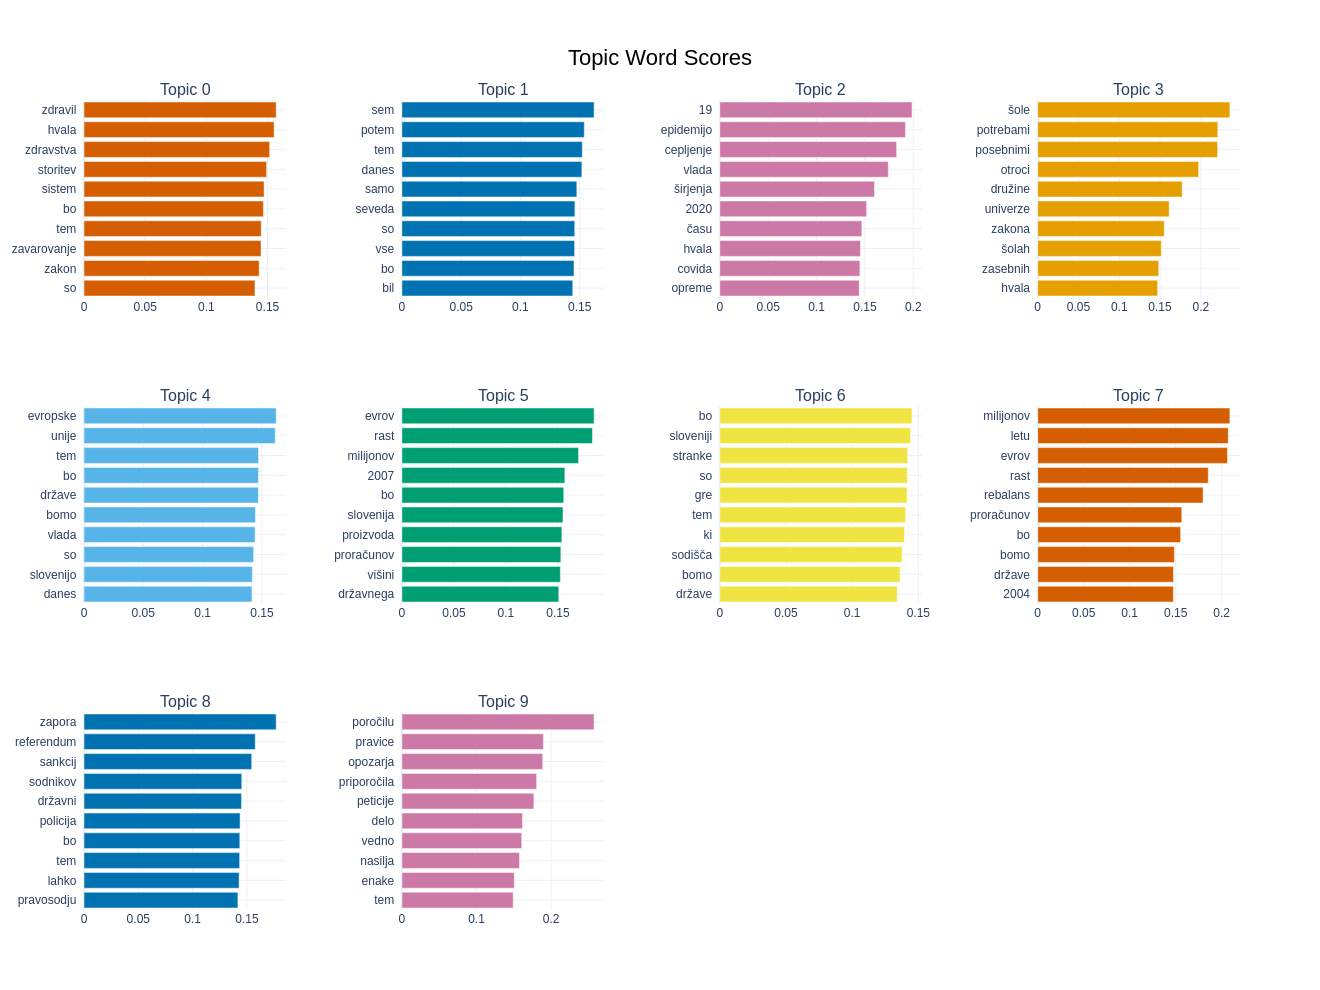 Topic Word Scores
Topic 0
zdravil
hvala
zdravstva
storitev
sistem
bo
tem
zavarovanje
zakon
so
0 0.05 0.1 0.15
Topic 1
sem
potem
tem
danes
samo
seveda
so
vse
bo
bil
0 0.05 0.1 0.15
Topic 2
19
epidemijo
cepljenje
vlada
širjenja
2020
času
hvala
covida
opreme
0 0.05 0.1 0.15 0.2
Topic 3
šole
potrebami
posebnimi
otroci
družine
univerze
zakona
šolah
zasebnih
hvala
0 0.05 0.1 0.15 0.2
Topic 4
evropske
unije
tem
bo
države
bomo
vlada
so
slovenijo
danes
0 0.05 0.1 0.15
Topic 5
evrov
rast
milijonov
2007
bo
slovenija
proizvoda
proračunov
višini
državnega
0 0.05 0.1 0.15
Topic 6
bo
sloveniji
stranke
so
gre
tem
ki
sodišča
bomo
države
0 0.05 0.1 0.15
Topic 7
milijonov
letu
evrov
rast
rebalans
proračunov
bo
bomo
države
2004
0 0.05 0.1 0.15 0.2
Topic 8
zapora
referendum
sankcij
sodnikov
državni
policija
bo
tem
lahko
pravosodju
0 0.05 0.1 0.15
Topic 9
poročilu
pravice
opozarja
priporočila
peticije
delo
vedno
nasilja
enake
tem
0 0.1 0.2